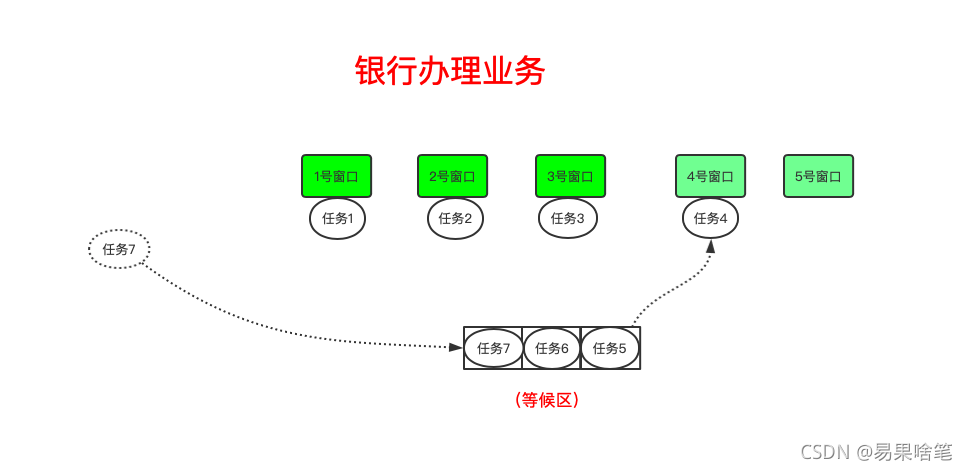 银行办理业务
1号窗口
2号窗口
3号窗口
4号窗口
5号窗口
任务1
任务2
任务3
任务4
任务7
任务7
任务6
任务5
(等候区)
CSDN @易果啥笔